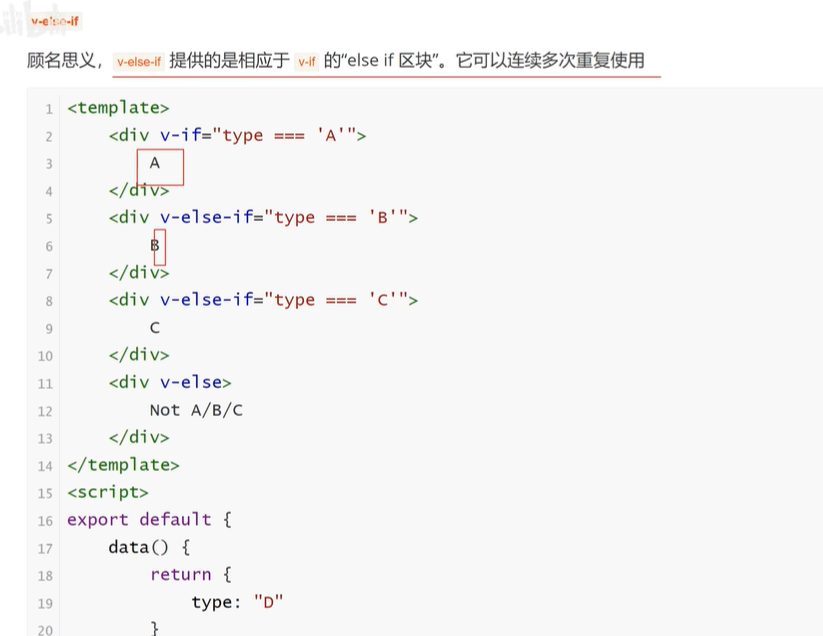 v-else-if
顾名思义，v-else-if 提供的是相应于 v-if 的“else if 区块”。它可以连续多次重复使用
1 <template>
2     <div v-if="type === 'A'">
3         A
4     </div>
5     <div v-else-if="type === 'B'">
6         B
7     </div>
8     <div v-else-if="type === 'C'">
9         C
10     </div>
11     <div v-else>
12         Not A/B/C
13     </div>
14 </template>
15 <script>
16 export default {
17     data() {
18         return {
19             type: "D"
20         }